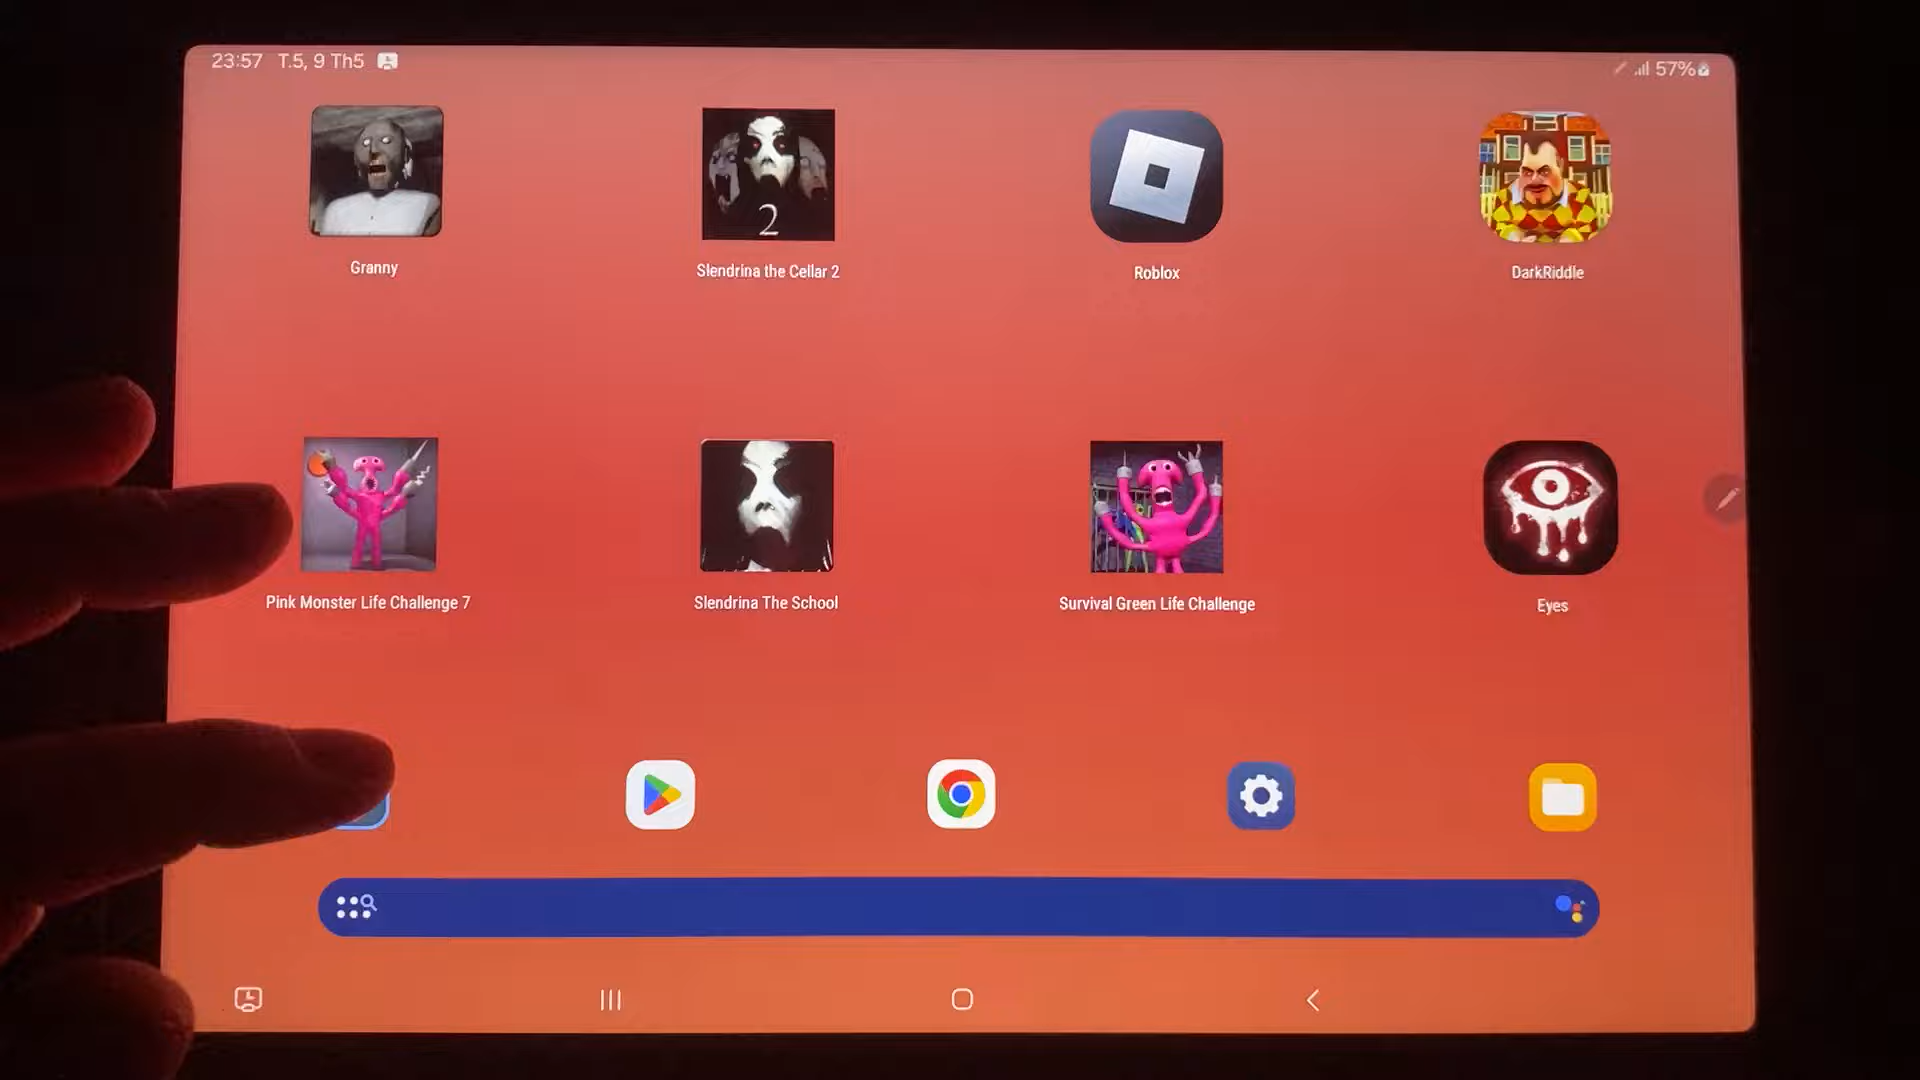 23:57 T.5, 9 Th5
57%
2
Granny
Slendrina the Cellar 2
Roblox
DarkRiddle
Pink Monster Life Challenge 7
Slendrina The School
Survival Green Life Challenge
Eyes